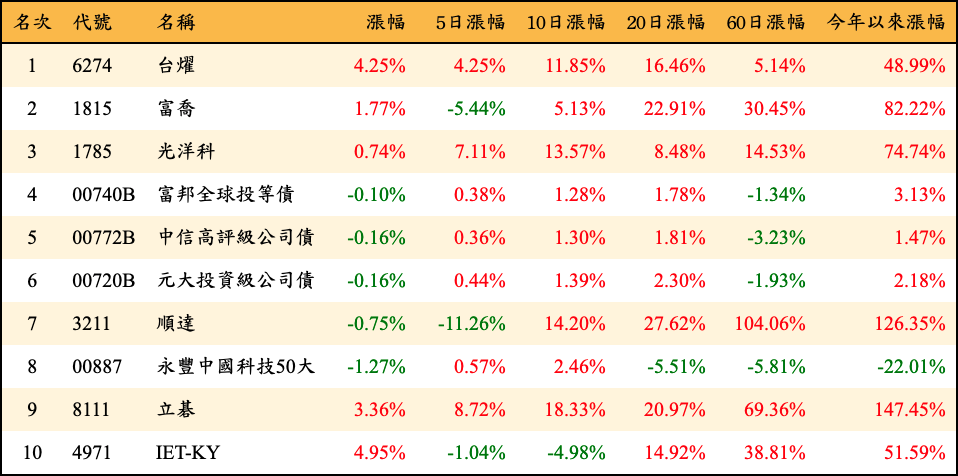 名次 代號 名稱 漲幅 5日漲幅 10日漲幅 20日漲幅 60日漲幅 今年以來漲幅
1 6274 台燿 4.25% 4.25% 11.85% 16.46% 5.14% 48.99%
2 1815 富喬 1.77% -5.44% 5.13% 22.91% 30.45% 82.22%
3 1785 光洋科 0.74% 7.11% 13.57% 8.48% 14.53% 74.74%
4 00740B 富邦全球投等債 -0.10% 0.38% 1.28% 1.78% -1.34% 3.13%
5 00772B 中信高評級公司債 -0.16% 0.36% 1.30% 1.81% -3.23% 1.47%
6 00720B 元大投資級公司債 -0.16% 0.44% 1.39% 2.30% -1.93% 2.18%
7 3211 順達 -0.75% -11.26% 14.20% 27.62% 104.06% 126.35%
8 00887 永豐中國科技50大 -1.27% 0.57% 2.46% -5.51% -5.81% -22.01%
9 8111 立碁 3.36% 8.72% 18.33% 20.97% 69.36% 147.45%
10 4971 IET-KY 4.95% -1.04% -4.98% 14.92% 38.81% 51.59%